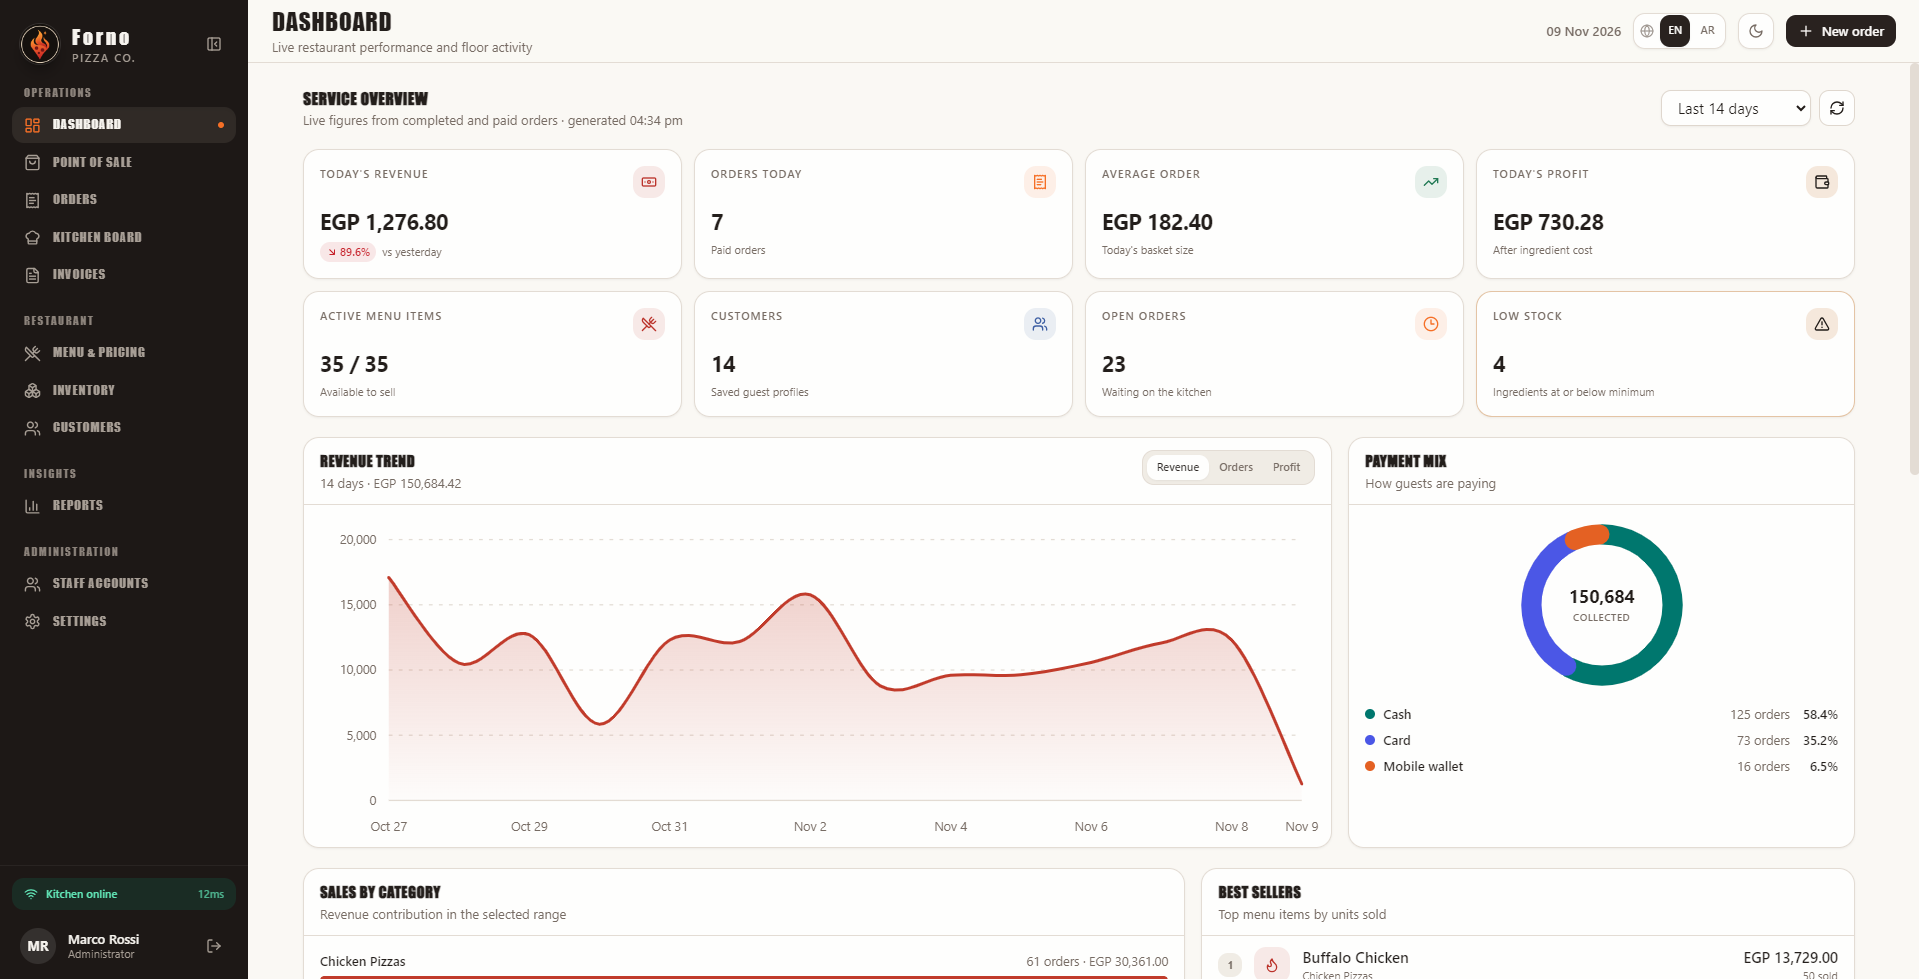 Forno
PIZZA CO.
OPERATIONS
DASHBOARD
POINT OF SALE
ORDERS
KITCHEN BOARD
INVOICES
RESTAURANT
MENU & PRICING
INVENTORY
CUSTOMERS
INSIGHTS
REPORTS
ADMINISTRATION
STAFF ACCOUNTS
SETTINGS
Kitchen online 12ms
MR Marco Rossi
Administrator
DASHBOARD
Live restaurant performance and floor activity
09 Nov 2026 EN AR New order
SERVICE OVERVIEW
Live figures from completed and paid orders · generated 04:34 pm
Last 14 days
TODAY'S REVENUE
EGP 1,276.80
89.6% vs yesterday
ORDERS TODAY
7
Paid orders
AVERAGE ORDER
EGP 182.40
Today's basket size
TODAY'S PROFIT
EGP 730.28
After ingredient cost
ACTIVE MENU ITEMS
35 / 35
Available to sell
CUSTOMERS
14
Saved guest profiles
OPEN ORDERS
23
Waiting on the kitchen
LOW STOCK
4
Ingredients at or below minimum
REVENUE TREND
14 days · EGP 150,684.42
Revenue Orders Profit
20,000
15,000
10,000
5,000
0
Oct 27 Oct 29 Oct 31 Nov 2 Nov 4 Nov 6 Nov 8 Nov 9
PAYMENT MIX
How guests are paying
150,684
COLLECTED
Cash 125 orders 58.4%
Card 73 orders 35.2%
Mobile wallet 16 orders 6.5%
SALES BY CATEGORY
Revenue contribution in the selected range
Chicken Pizzas 61 orders · EGP 30,361.00
BEST SELLERS
Top menu items by units sold
1 Buffalo Chicken EGP 13,729.00
Chicken Pizzas 50 sold